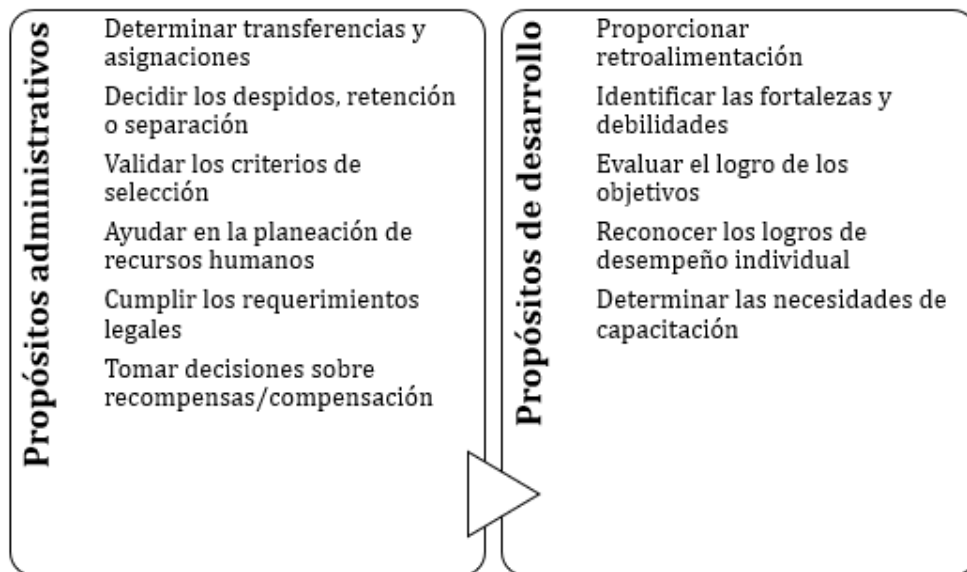 Propósitos administrativos
Determinar transferencias y
asignaciones
Decidir los despidos, retención
o separación
Validar los criterios de
selección
Ayudar en la planeación de
recursos humanos
Cumplir los requerimientos
legales
Tomar decisiones sobre
recompensas/compensación
Propósitos de desarrollo
Proporcionar
retroalimentación
Identificar las fortalezas y
debilidades
Evaluar el logro de los
objetivos
Reconocer los logros de
desempeño individual
Determinar las necesidades de
capacitación